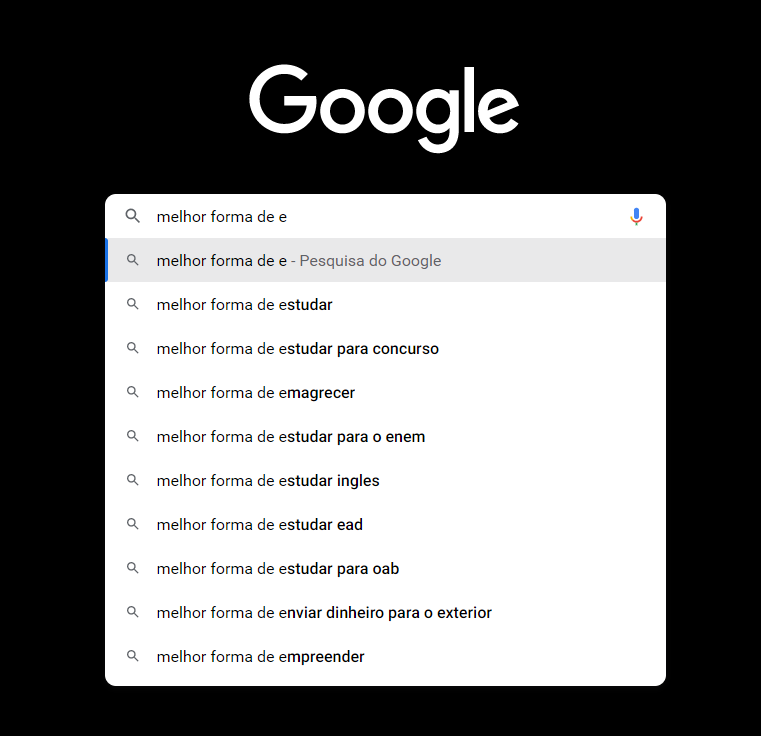 Google
melhor forma de e
melhor forma de e - Pesquisa do Google
melhor forma de estudar
melhor forma de estudar para concurso
melhor forma de emagrecer
melhor forma de estudar para o enem
melhor forma de estudar ingles
melhor forma de estudar ead
melhor forma de estudar para oab
melhor forma de enviar dinheiro para o exterior
melhor forma de empreender